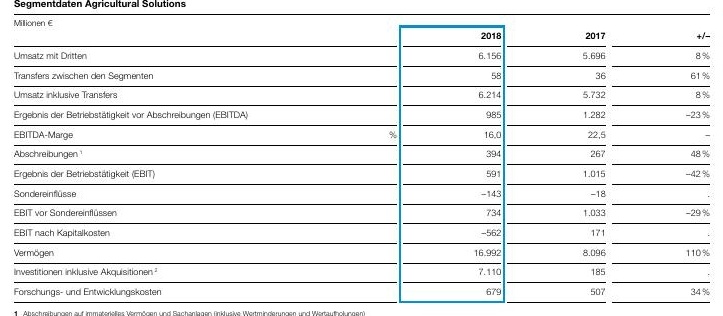 Segmentdaten Agricultural Solutions
Millionen €
2018 2017 +/–
Umsatz mit Dritten 6.156 5.696 8 %
Transfers zwischen den Segmenten 58 36 61 %
Umsatz inklusive Transfers 6.214 5.732 8 %
Ergebnis der Betriebstätigkeit vor Abschreibungen (EBITDA) 985 1.282 –23 %
EBITDA-Marge % 16,0 22,5 –
Abschreibungen 1 394 267 48 %
Ergebnis der Betriebstätigkeit (EBIT) 591 1.015 –42 %
Sondereinflüsse –143 –18 .
EBIT vor Sondereinflüssen 734 1.033 –29 %
EBIT nach Kapitalkosten –562 171 .
Vermögen 16.992 8.096 110 %
Investitionen inklusive Akquisitionen 2 7.110 185 .
Forschungs- und Entwicklungskosten 679 507 34 %
1 Abschreibungen auf immaterielles Vermögen und Sachanlagen (inklusive Wertminderungen und Wertaufholungen)